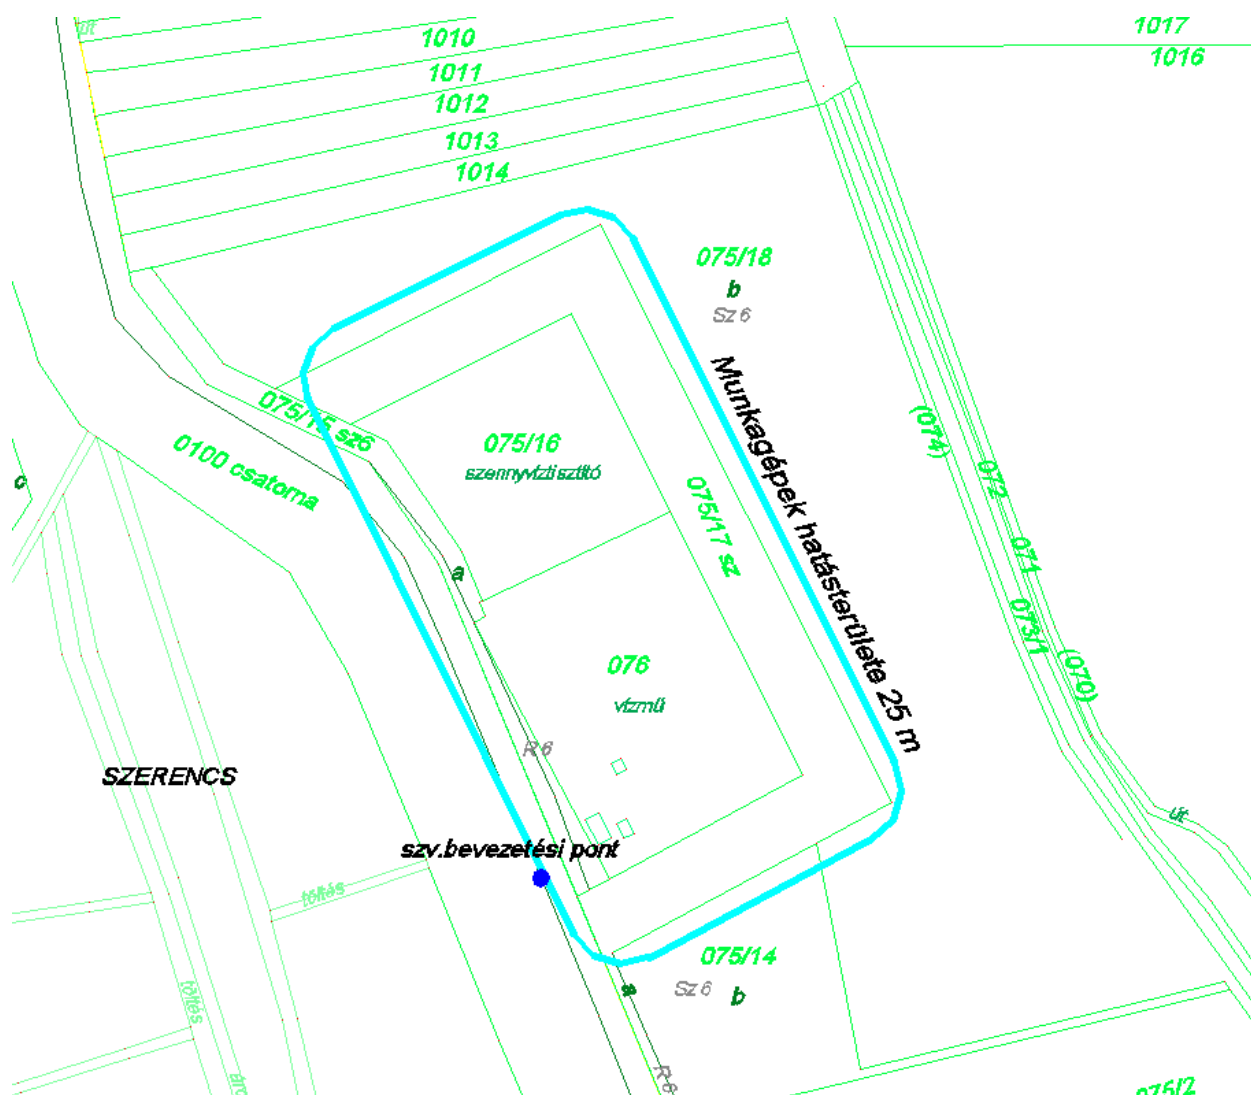 út
1017
1010
1016
1011
1012
1013
1014
075/18
b
Sz 6
075/15 sz6
(074)
0100 csatorna
075/16
szennyvíztisztító
c
072
Munkagépek hatásterülete 25 m
075/17 sz
071
a
073/1
076
(070)
vízmű
R 6
SZERENCS
út
szv.bevezetési pont
töltés
075/14
Sz 6
b
a
töltés
R 6
075/2